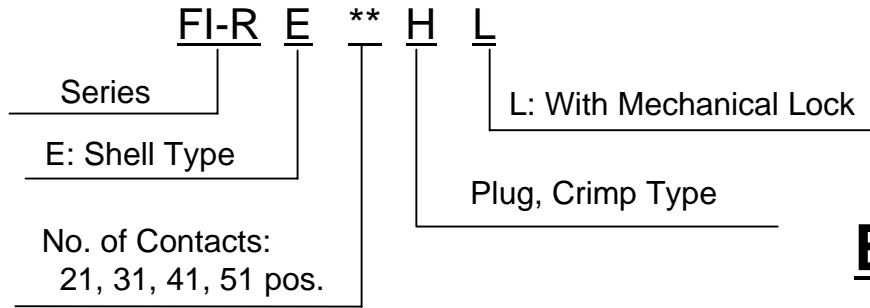 FI-R E ** H L
Series
L: With Mechanical Lock
E: Shell Type
Plug, Crimp Type
No. of Contacts:
21, 31, 41, 51 pos.